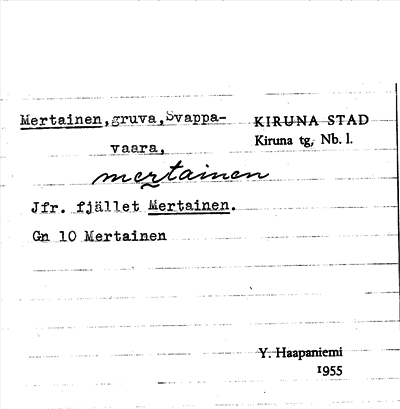 Mertainen, gruva, Svappa- KIRUNA STAD
vaara, Kiruna tg, Nb. l.
mertainen
Jfr. fjället Mertainen.
Gn 10 Mertainen
Y. Haapaniemi
1955